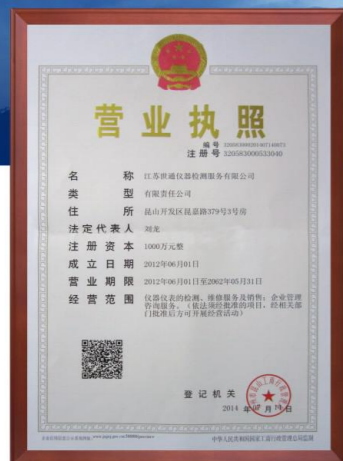 营业执照
编号 320583000201407140873
注册号 320583000533040
名称 江苏世通仪器检测服务有限公司
类型 有限责任公司
住所 昆山开发区昆嘉路379号3号房
法定代表人 刘龙
注册资本 1000万元整
成立日期 2012年06月01日
营业期限 2012年06月01日至2062年05月31日
经营范围 仪器仪表的检测、维修服务及销售；企业管理
咨询服务。（依法须经批准的项目，经相关部
门批准后方可开展经营活动）
登记机关
2014 年 07 月 14 日
中华人民共和国国家工商行政管理总局监制